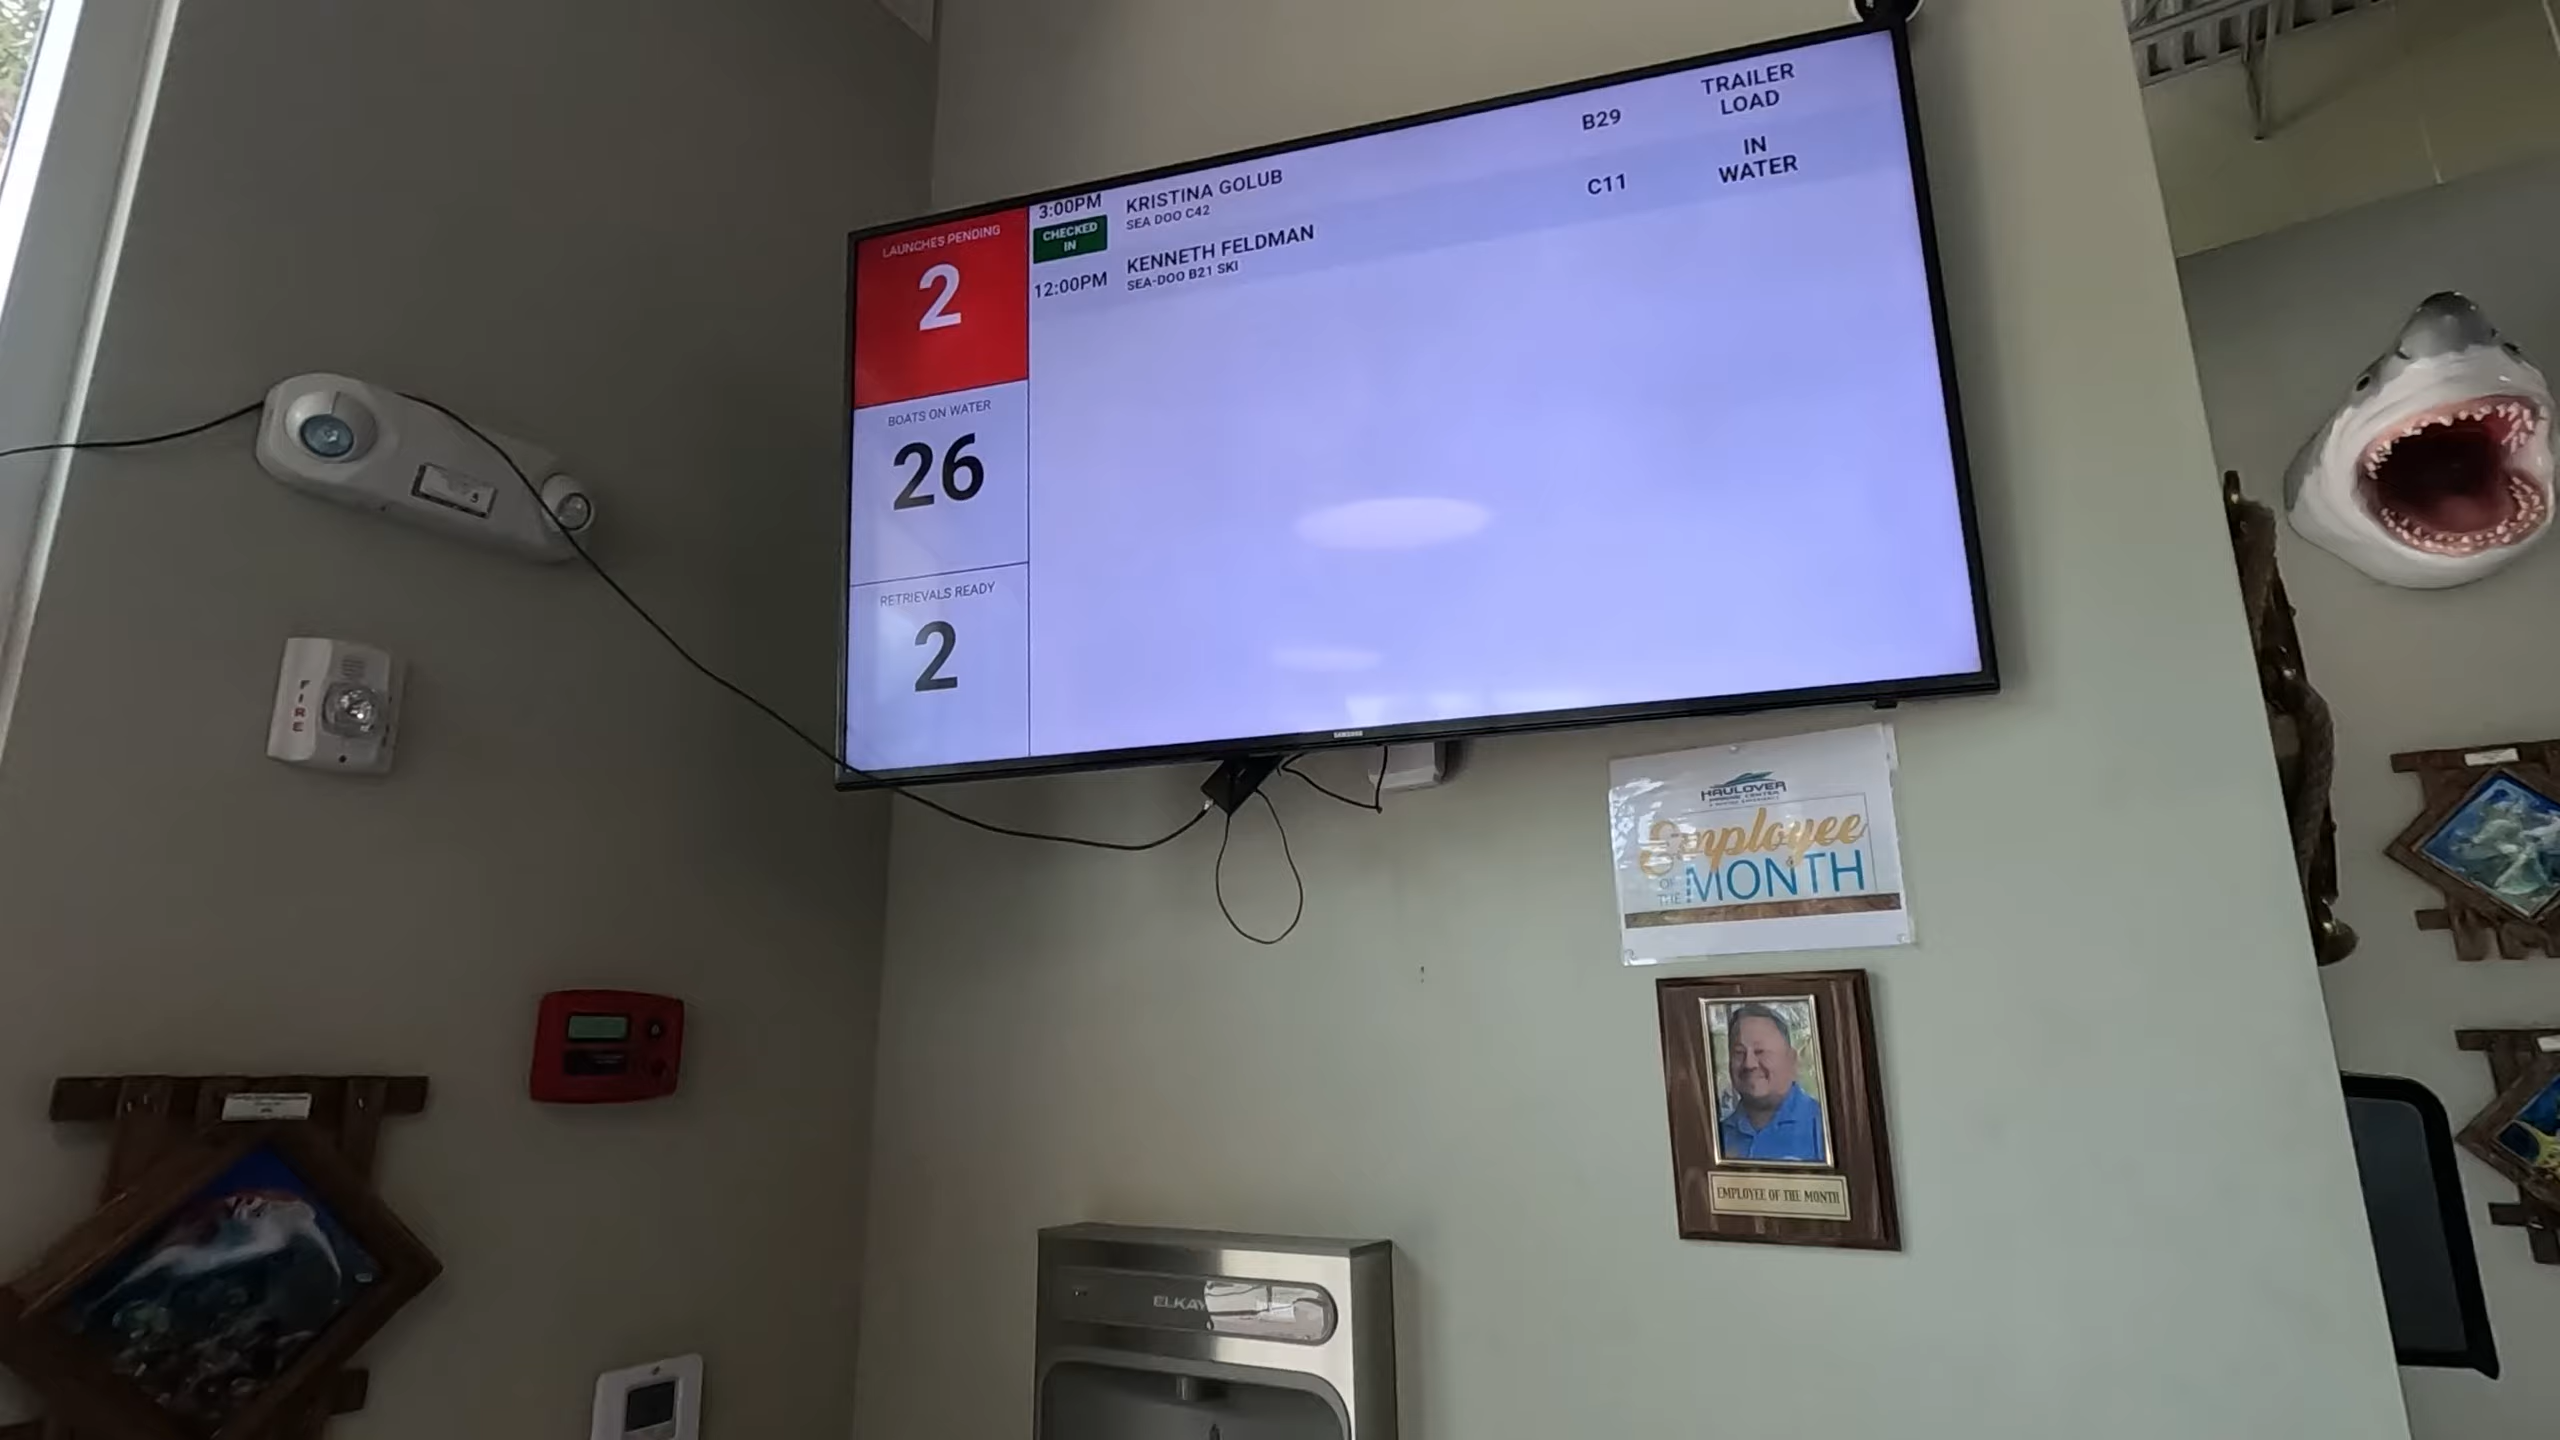 LAUNCHES PENDING
2
BOATS ON WATER
26
RETRIEVALS READY
2
3:00PM
CHECKED
IN
KRISTINA GOLUB
SEA DOO C42
B29
TRAILER
LOAD
12:00PM
KENNETH FELDMAN
SEA-DOO B21 SKI
C11
IN
WATER
SAMSUNG
FIRE
HAULOVER
Employee
OF
THE MONTH
EMPLOYEE OF THE MONTH
ELKAY